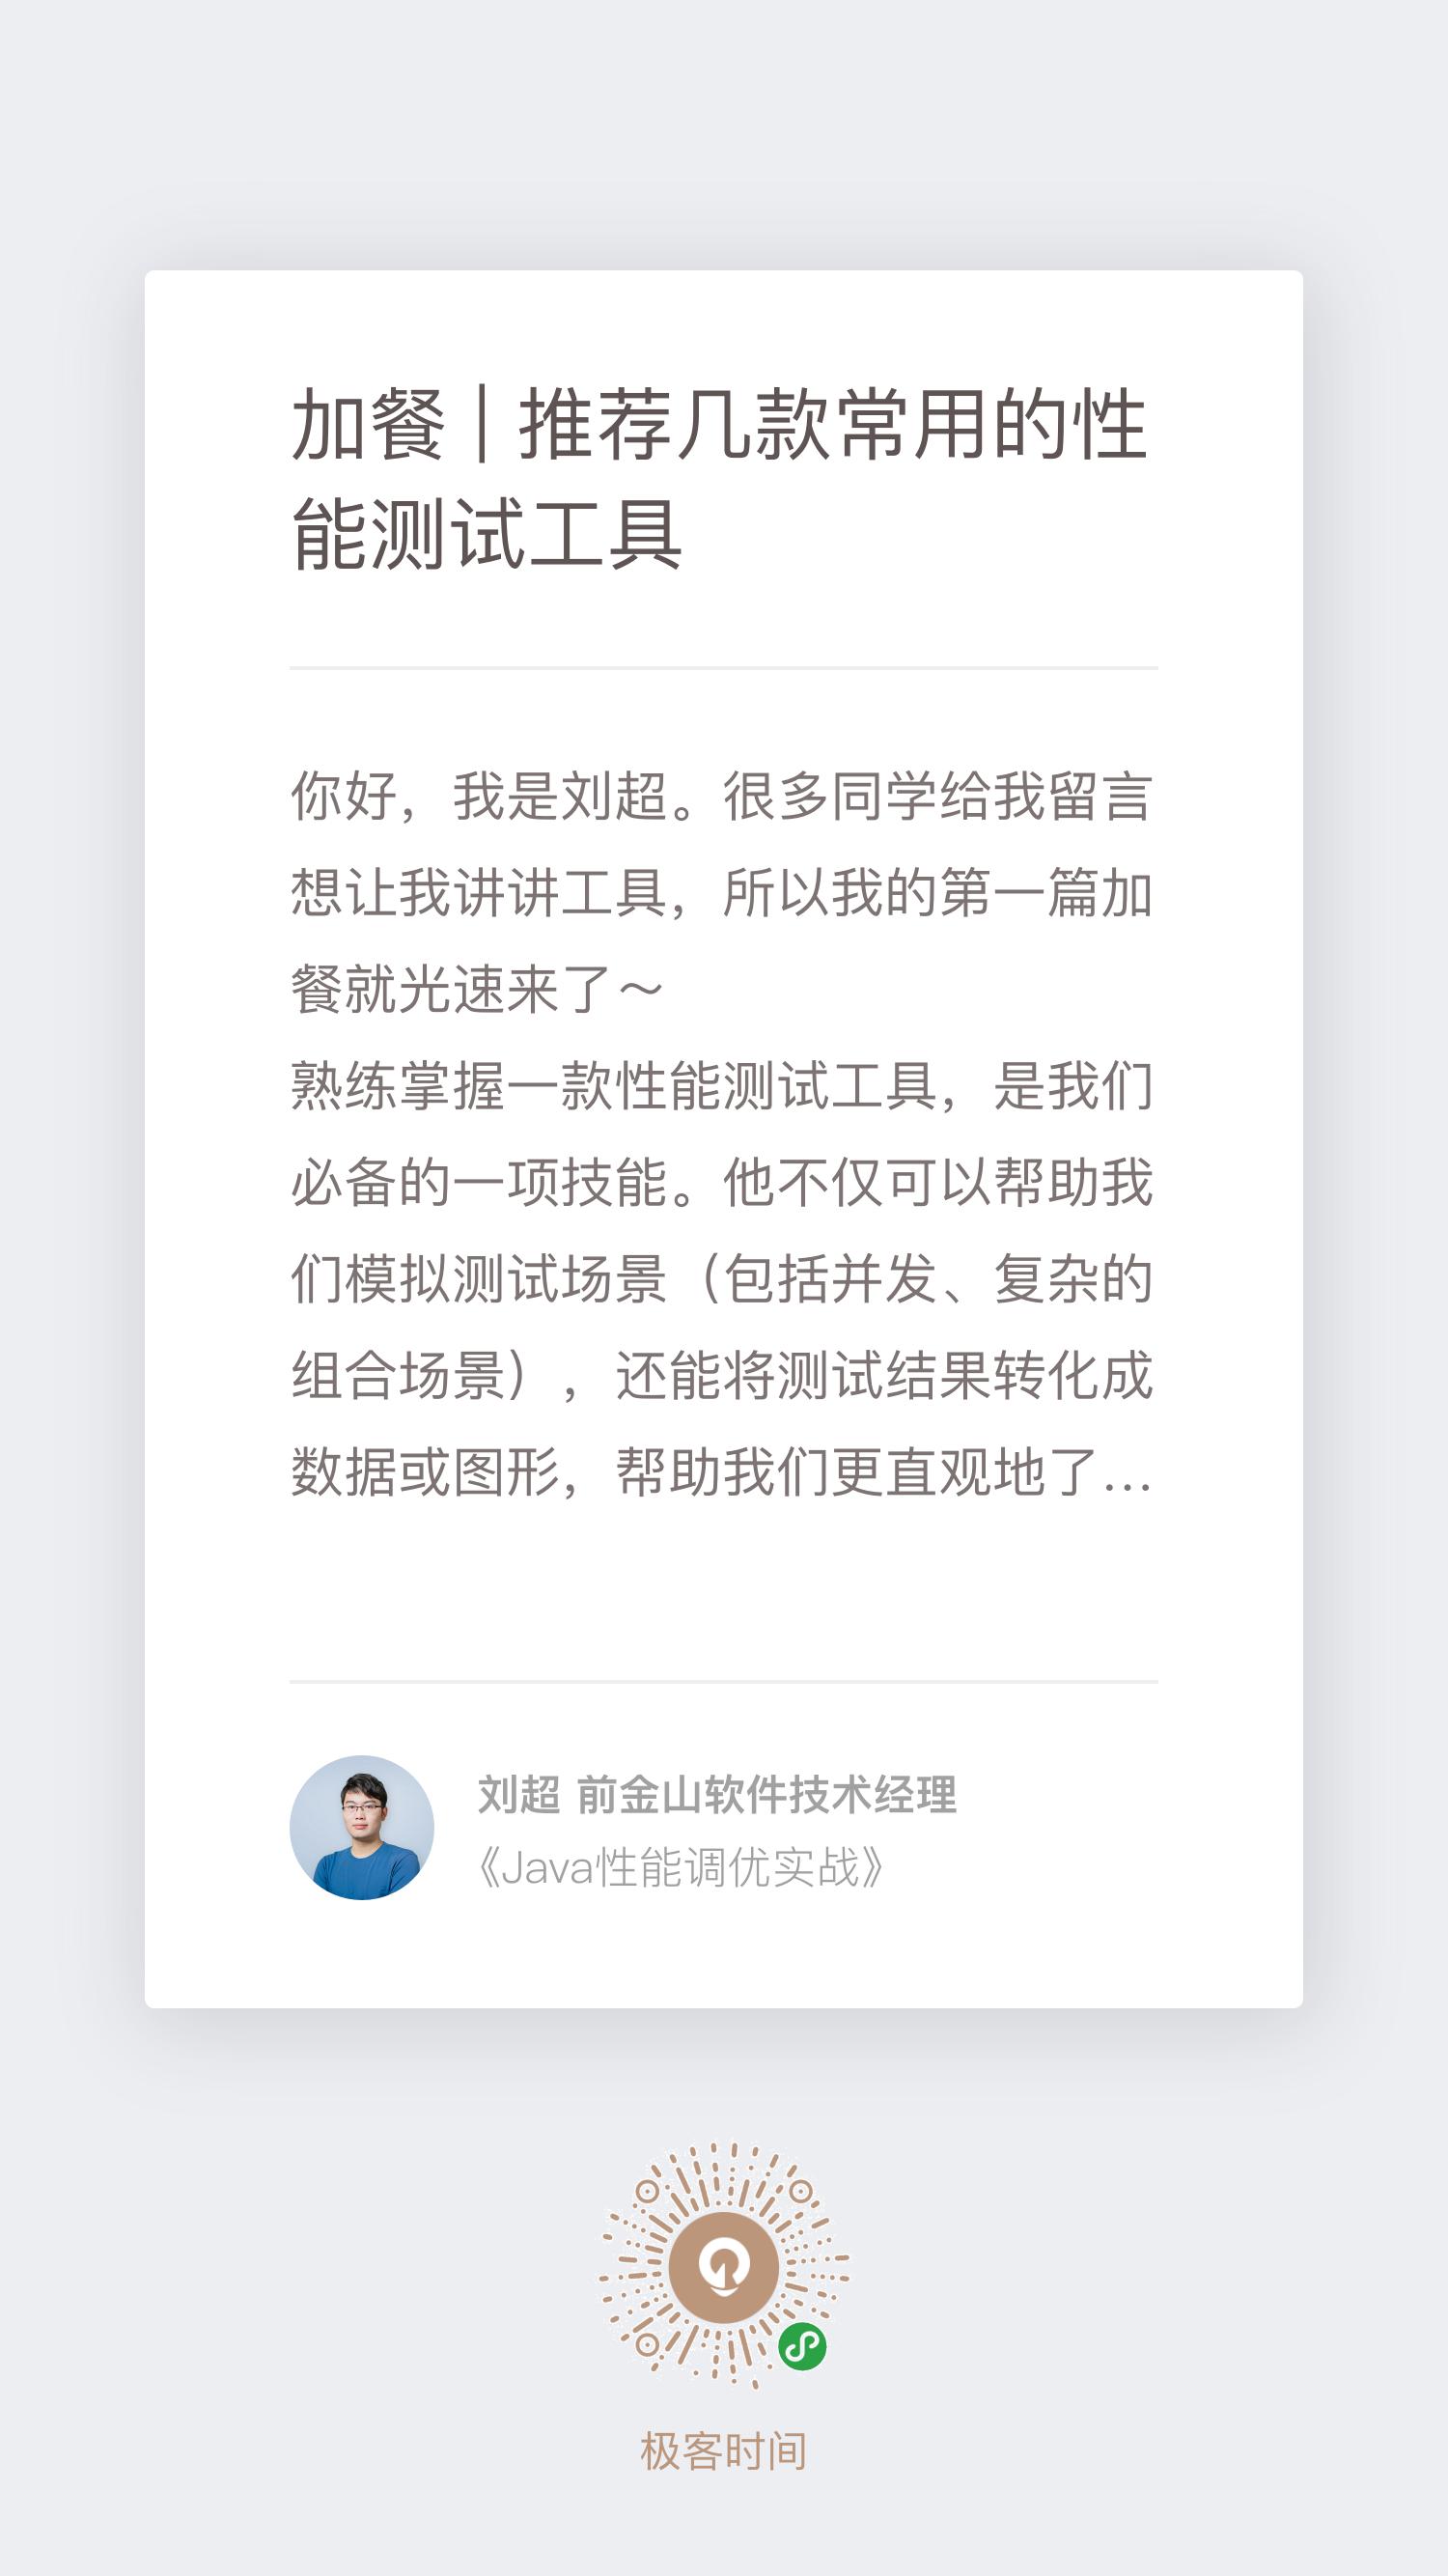 加餐 | 推荐几款常用的性
能测试工具
你好，我是刘超。很多同学给我留言
想让我讲讲工具，所以我的第一篇加
餐就光速来了～
熟练掌握一款性能测试工具，是我们
必备的一项技能。他不仅可以帮助我
们模拟测试场景（包括并发、复杂的
组合场景），还能将测试结果转化成
数据或图形，帮助我们更直观地了...
刘超 前金山软件技术经理
《Java性能调优实战》
极客时间